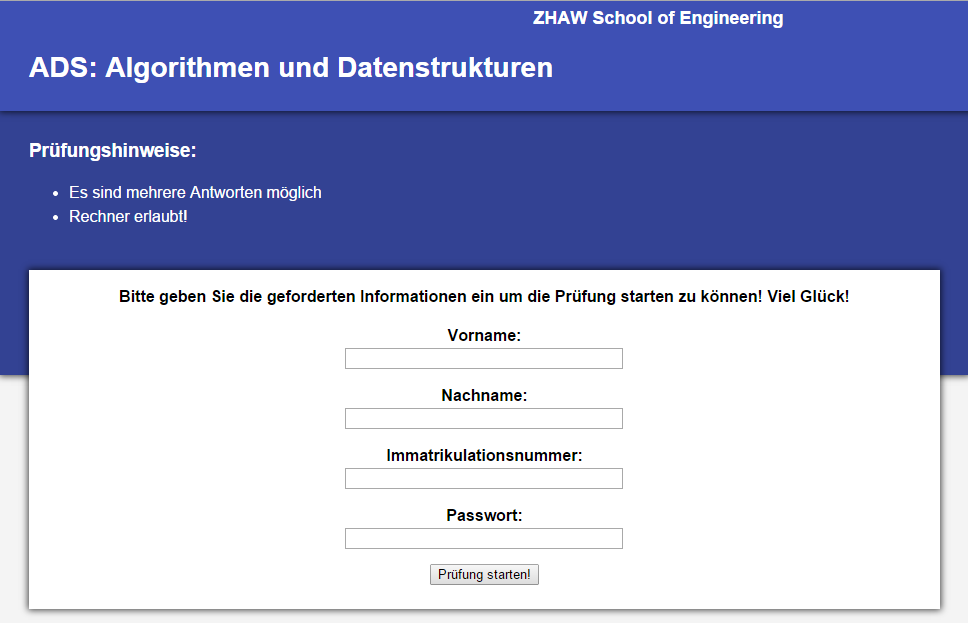 ZHAW School of Engineering
ADS: Algorithmen und Datenstrukturen
Prüfungshinweise:
• Es sind mehrere Antworten möglich
• Rechner erlaubt!
Bitte geben Sie die geforderten Informationen ein um die Prüfung starten zu können! Viel Glück!
Vorname:
Nachname:
Immatrikulationsnummer:
Passwort:
Prüfung starten!